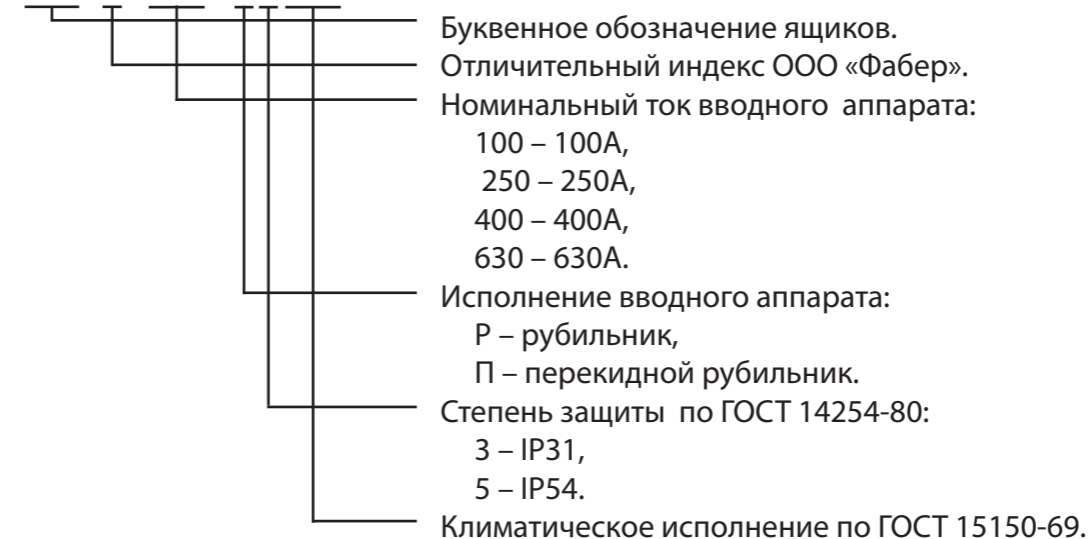 Буквенное обозначение ящиков.
Отличительный индекс ООО «Фабер».
Номинальный ток вводного аппарата:
100 – 100А,
250 – 250А,
400 – 400А,
630 – 630А.
Исполнение вводного аппарата:
Р – рубильник,
П – перекидной рубильник.
Степень защиты по ГОСТ 14254-80:
3 – IP31,
5 – IP54.
Климатическое исполнение по ГОСТ 15150-69.